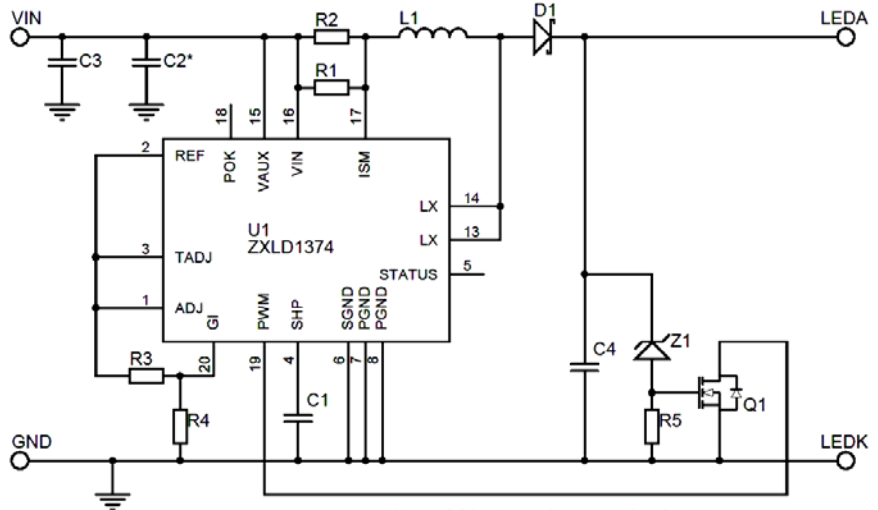 VIN
R2
L1
D1
LEDA
C3
C2*
R1
18
15
16
17
2
REF
POK
VAUX
VIN
ISM
LX
14
U1
ZXLD1374
LX
13
3
TADJ
STATUS
5
1
ADJ
GI
PWM
SHP
SGND
PGND
PGND
20
19
4
6
7
8
R3
R4
C1
C4
Z1
R5
Q1
GND
LEDK